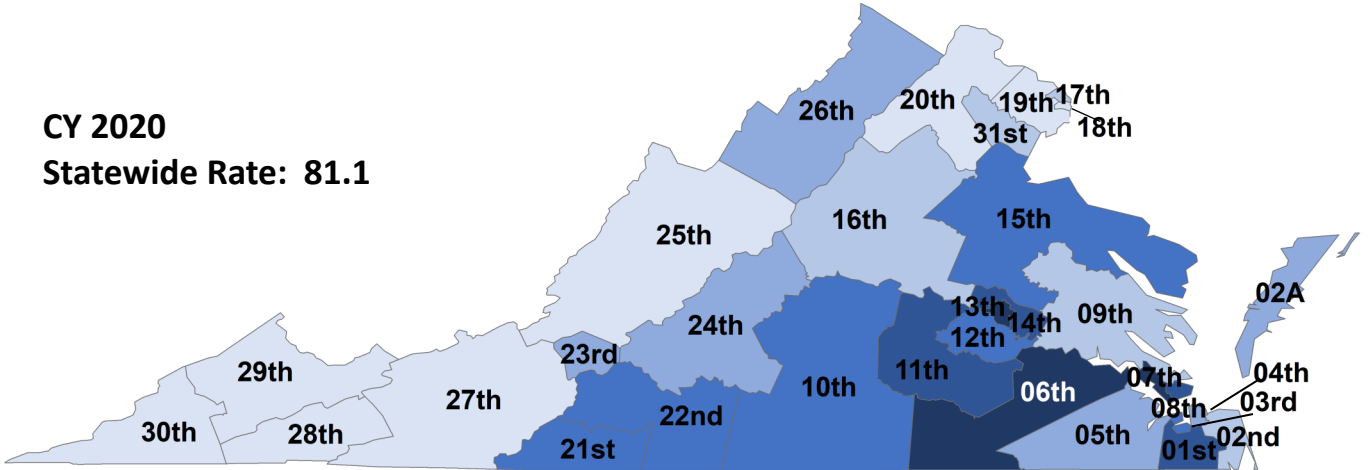 CY 2020
Statewide Rate: 81.1
26th
20th
19th
17th
18th
31st
16th
15th
25th
02A
24th
13th
14th
12th
09th
23rd
29th
10th
11th
06th
07th
04th
27th
08th
03rd
22nd
30th
28th
21st
05th
01st
02nd